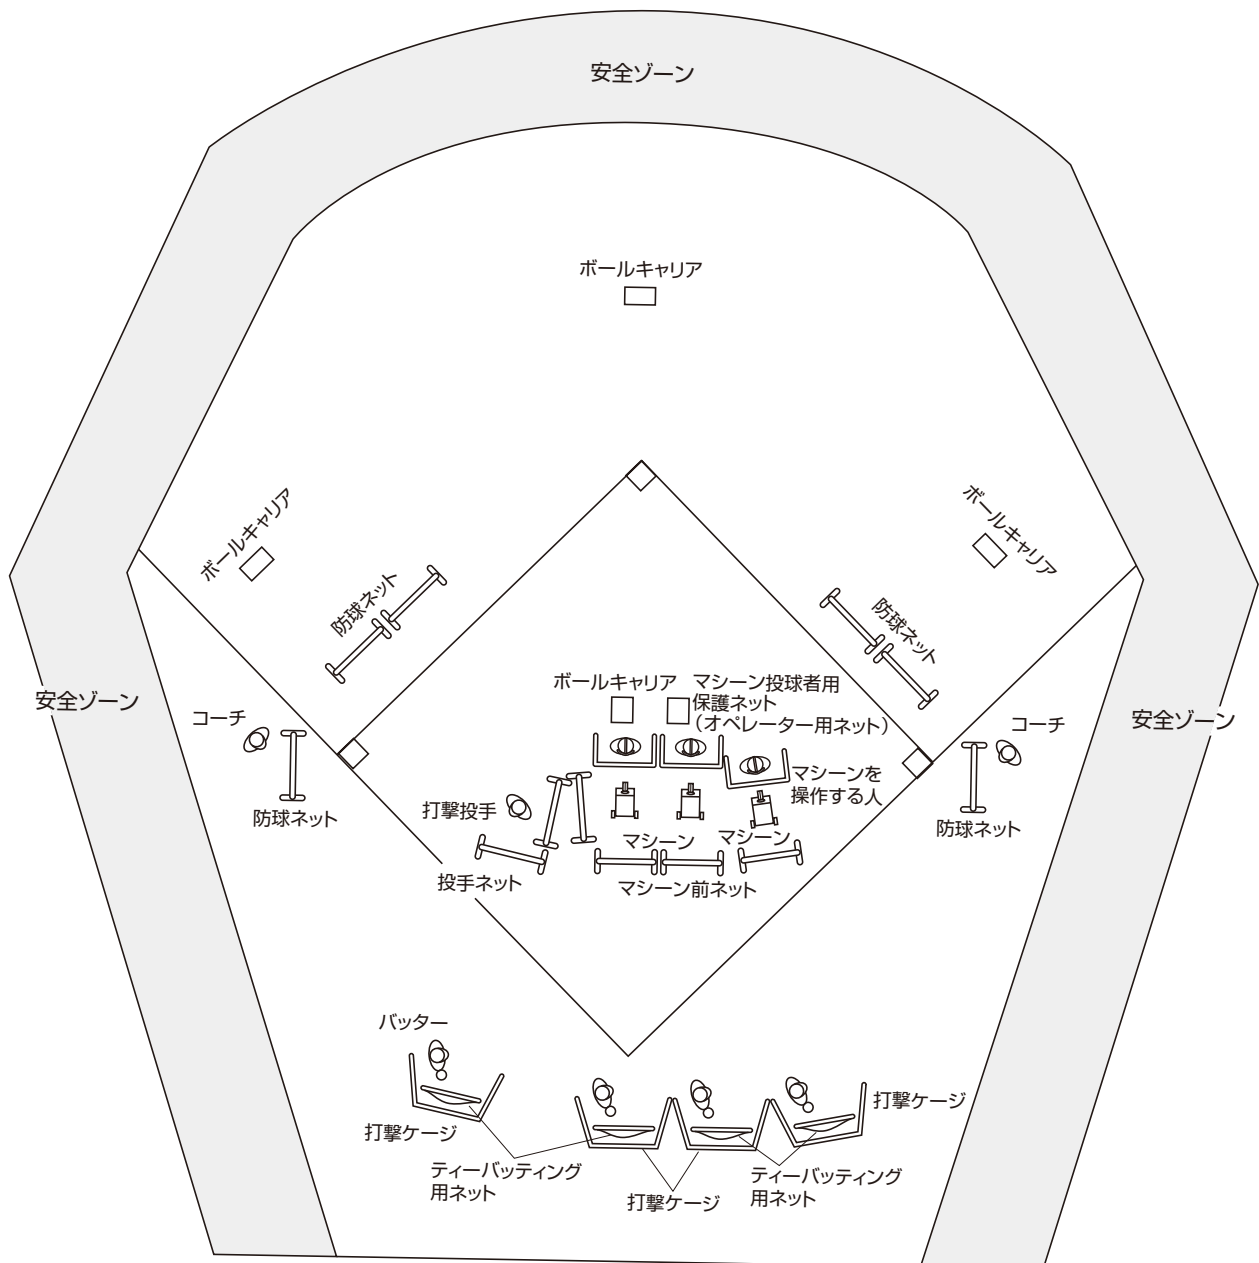 安全ゾーン
ボールキャリア
ボールキャリア
ボールキャリア
防球ネット
防球ネット
安全ゾーン
安全ゾーン
コーチ
コーチ
防球ネット
防球ネット
ボールキャリア
マシーン投球者用
保護ネット
（オペレーター用ネット）
マシーンを
操作する人
打撃投手
マシーン
マシーン
投手ネット
マシーン前ネット
バッター
打撃ケージ
打撃ケージ
ティーバッティング
用ネット
打撃ケージ
ティーバッティング
用ネット